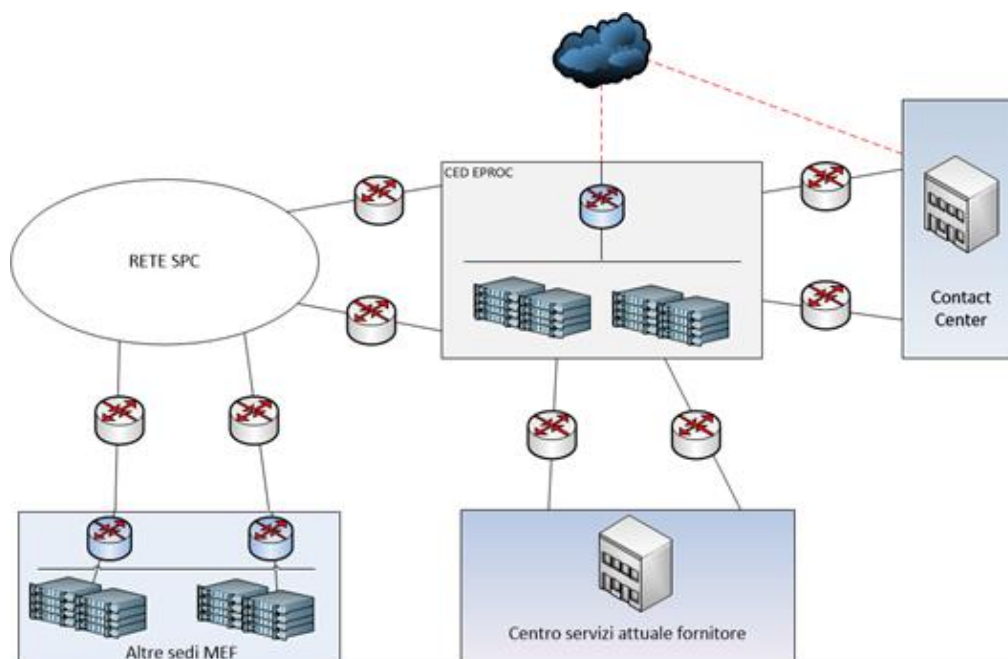 CED EPROC
RETE SPC
Contact
Center
Centro servizi attuale fornitore
Altre sedi MEF